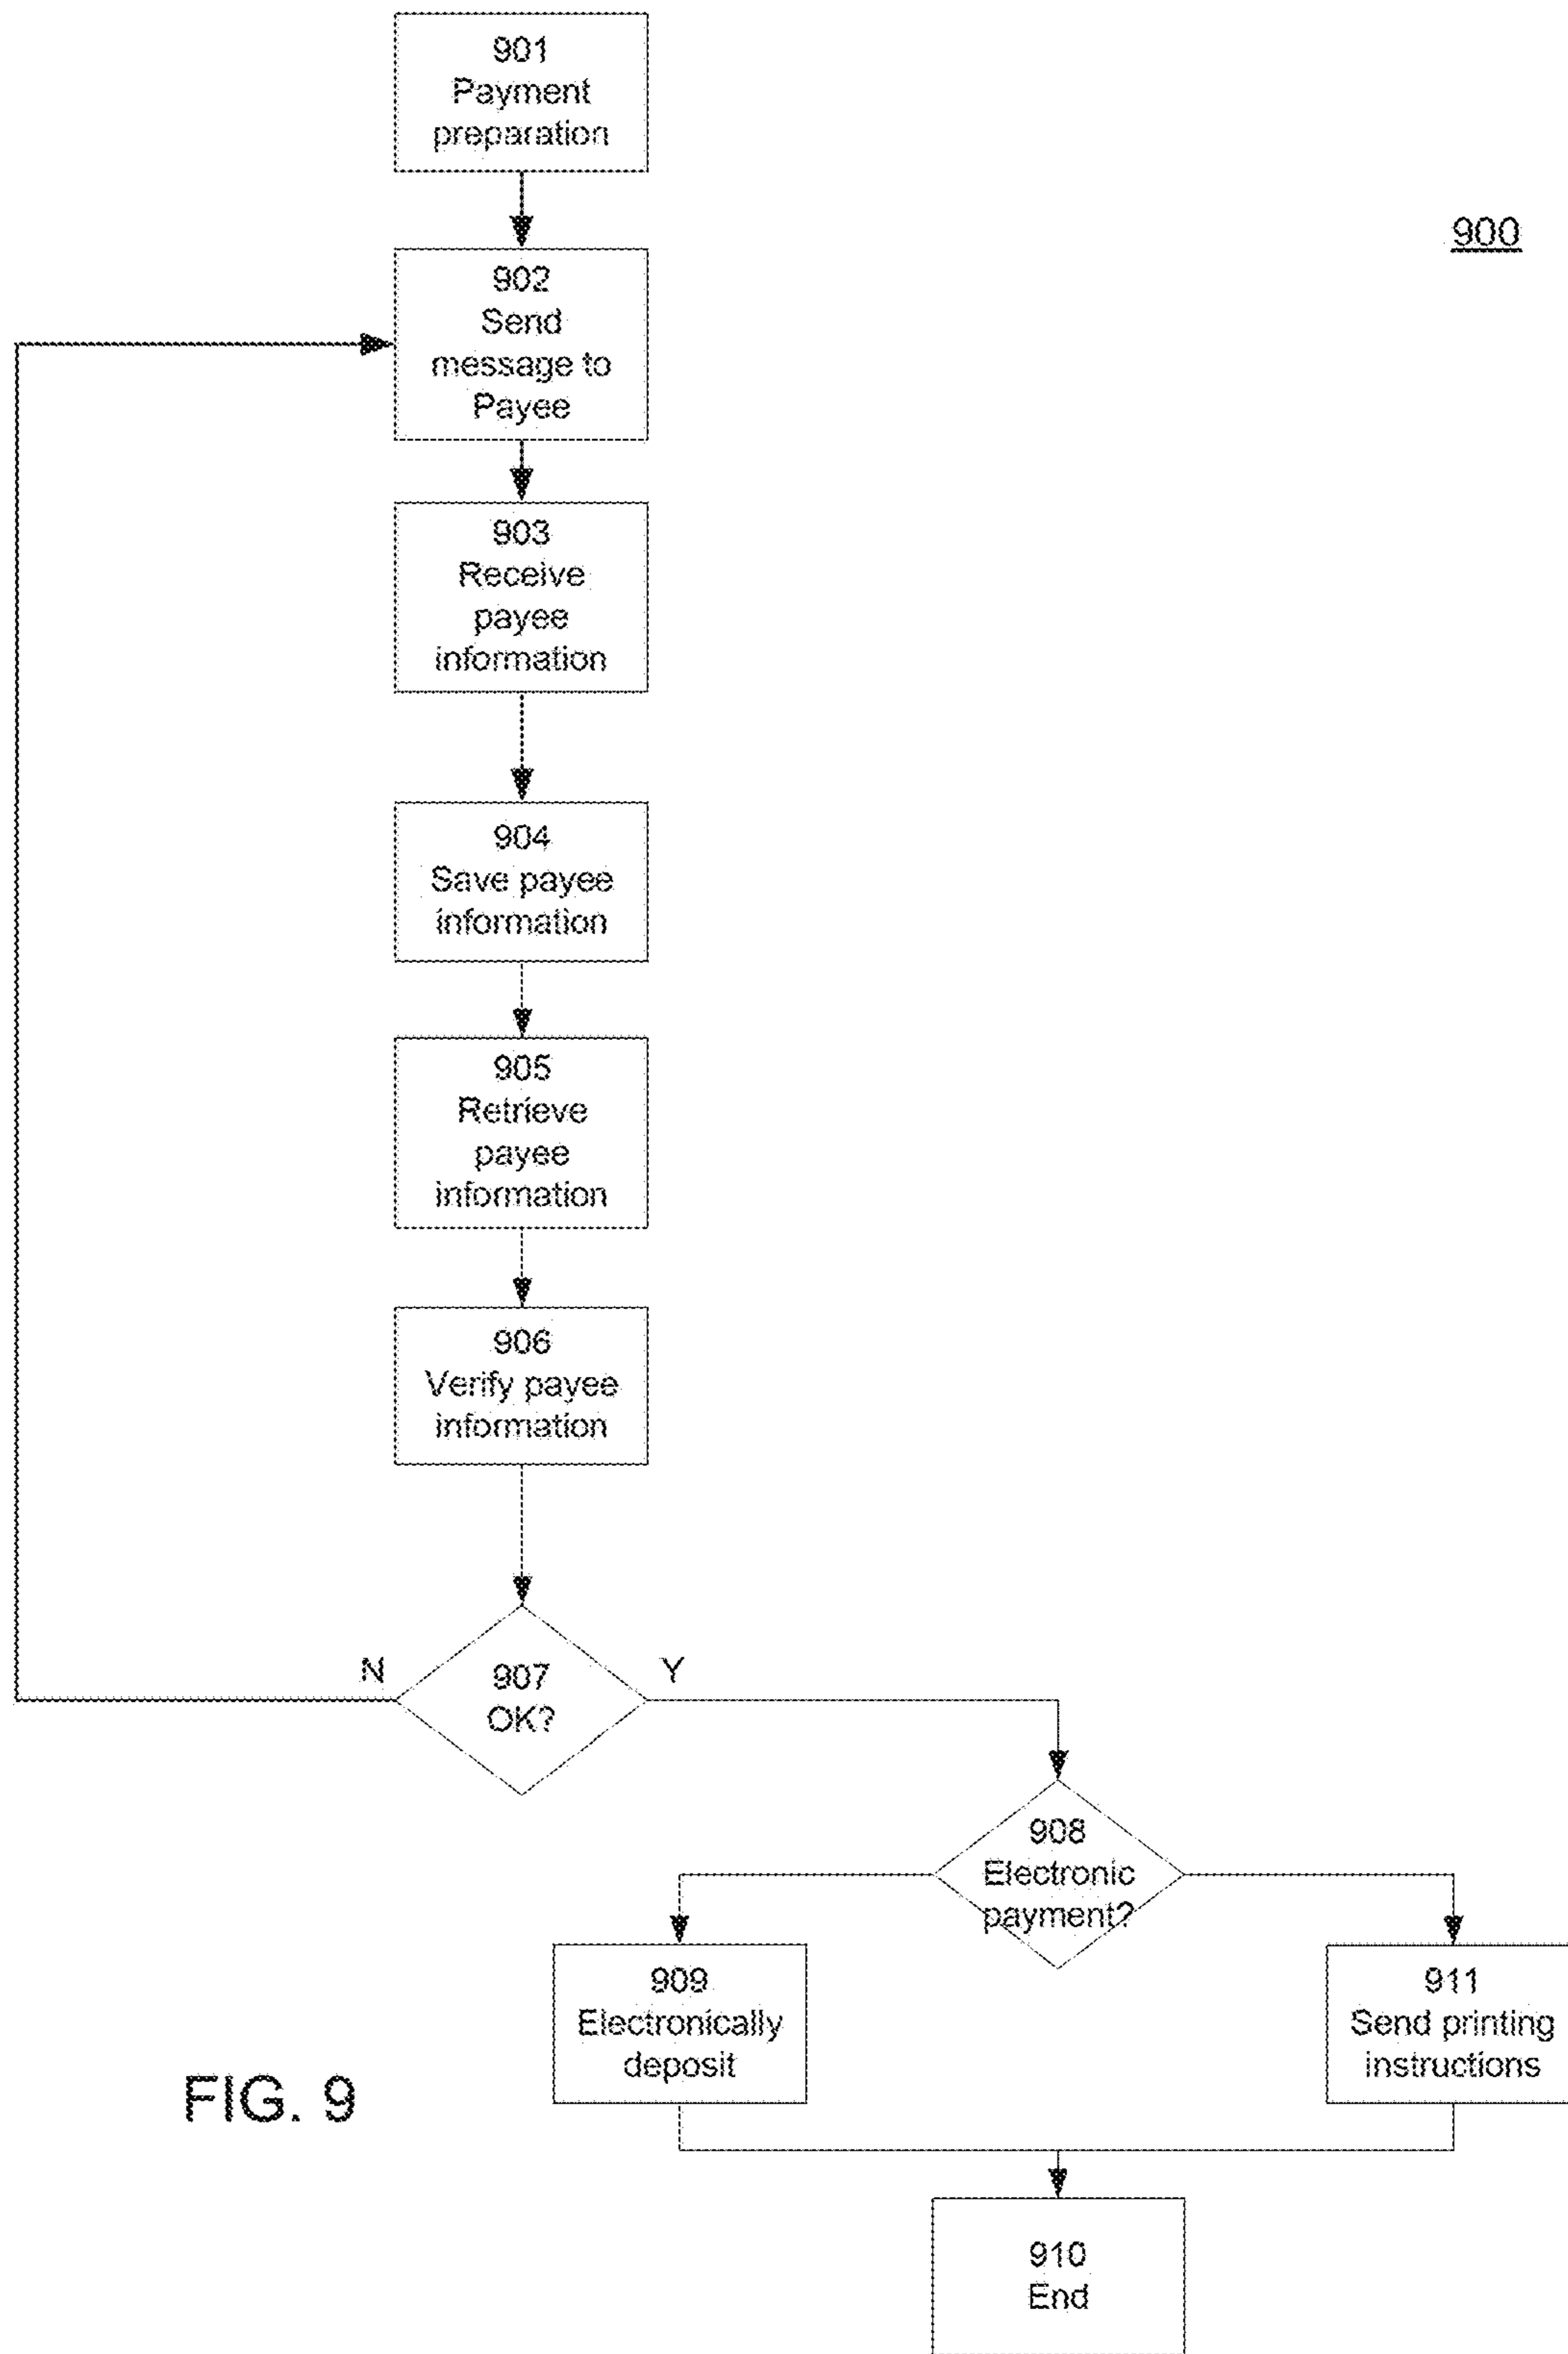 901
Payment
preparation
900
902
Send
message to
Payee
903
Receive
payee
information
904
Save payee
information
905
Retrieve
payee
information
906
Verify payee
information
N
907
OK?
Y
908
Electronic
payment?
909
Electronically
deposit
911
Send printing
instructions
FIG. 9
910
End